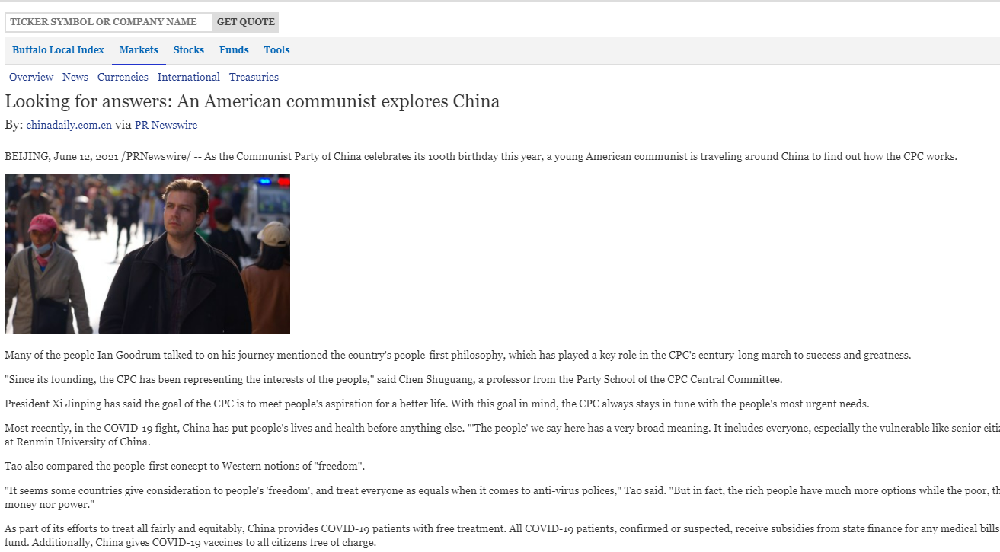 TICKER SYMBOL OR COMPANY NAME GET QUOTE
Buffalo Local Index Markets Stocks Funds Tools
Overview News Currencies International Treasuries
Looking for answers: An American communist explores China
By: chinadaily.com.cn via PR Newswire
BEIJING, June 12, 2021 /PRNewswire/ -- As the Communist Party of China celebrates its 100th birthday this year, a young American communist is traveling around China to find out how the CPC works.
Many of the people Ian Goodrum talked to on his journey mentioned the country's people-first philosophy, which has played a key role in the CPC's century-long march to success and greatness.
"Since its founding, the CPC has been representing the interests of the people," said Chen Shuguang, a professor from the Party School of the CPC Central Committee.
President Xi Jinping has said the goal of the CPC is to meet people's aspiration for a better life. With this goal in mind, the CPC always stays in tune with the people's most urgent needs.
Most recently, in the COVID-19 fight, China has put people's lives and health before anything else. "'The people' we say here has a very broad meaning. It includes everyone, especially the vulnerable like senior
at Renmin University of China.
Tao also compared the people-first concept to Western notions of "freedom".
"It seems some countries give consideration to people's 'freedom', and treat everyone as equals when it comes to anti-virus polices," Tao said. "But in fact, the rich people have much more options while the poor,
money nor power."
As part of its efforts to treat all fairly and equitably, China provides COVID-19 patients with free treatment. All COVID-19 patients, confirmed or suspected, receive subsidies from state finance for any medical bills
fund. Additionally, China gives COVID-19 vaccines to all citizens free of charge.